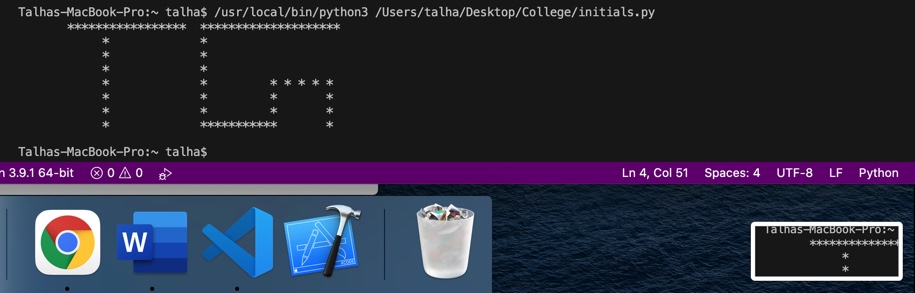 Talhas-MacBook-Pro:~ talha$ /usr/local/bin/python3 /Users/talha/Desktop/College/initials.py
      ***************** ********************
           *             *
           *             *
           *             *
           *             *         * * * * *
           *             *         *       *
           *             *         *       *
           *             ***********       *
Talhas-MacBook-Pro:~ talha$
n 3.9.1 64-bit 0 0 Ln 4, Col 51 Spaces: 4 UTF-8 LF Python
W
Talhas-MacBook-Pro:~
**************
*
*